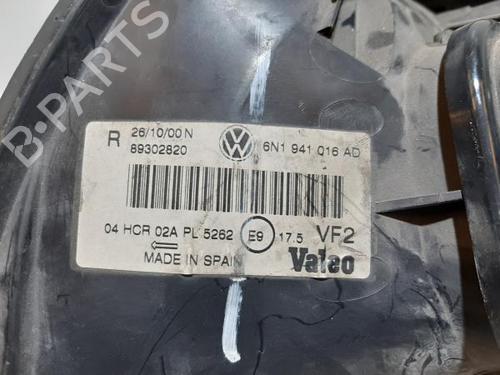 R 26/10/00 N
89302820
6N1 941 016 AD
04 HCR 02A PL 5262 E9 17.5 VF2
MADE IN SPAIN
Valeo
B-Parts